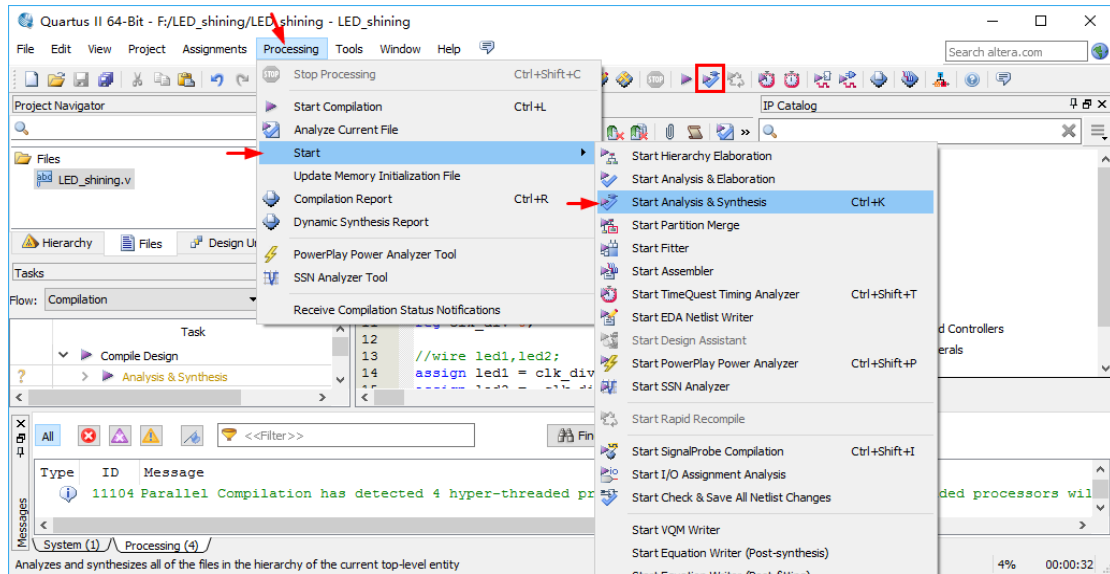 Quartus II 64-Bit - F:/LED_shining/LED_shining - LED_shining
File Edit View Project Assignments Processing Tools Window Help
Search altera.com
Project Navigator
Files
LED_shining.v
Hierarchy Files Design Un
Tasks
Flow: Compilation
Task
Compile Design
? Analysis & Synthesis
STOP Stop Processing Ctrl+Shift+C
Start Compilation Ctrl+L
Analyze Current File
Start
Update Memory Initialization File
Compilation Report Ctrl+R
Dynamic Synthesis Report
PowerPlay Power Analyzer Tool
SSN Analyzer Tool
Receive Compilation Status Notifications
Start Hierarchy Elaboration
Start Analysis & Elaboration
Start Analysis & Synthesis Ctrl+K
Start Partition Merge
Start Fitter
Start Assembler
Start TimeQuest Timing Analyzer Ctrl+Shift+T
Start EDA Netlist Writer
Start Design Assistant
Start PowerPlay Power Analyzer Ctrl+Shift+P
Start SSN Analyzer
Start Rapid Recompile
Start SignalProbe Compilation Ctrl+Shift+I
Start I/O Assignment Analysis
Start Check & Save All Netlist Changes
Start VQM Writer
Start Equation Writer (Post-synthesis)
IP Catalog
d Controllers
erals
12
13 //wire led1,led2;
14 assign led1 = clk_div
All <<Filter>> Fin
Type ID Message
11104 Parallel Compilation has detected 4 hyper-threaded pr
ded processors wil
Messages
System (1) Processing (4)
Analyzes and synthesizes all of the files in the hierarchy of the current top-level entity
4% 00:00:32